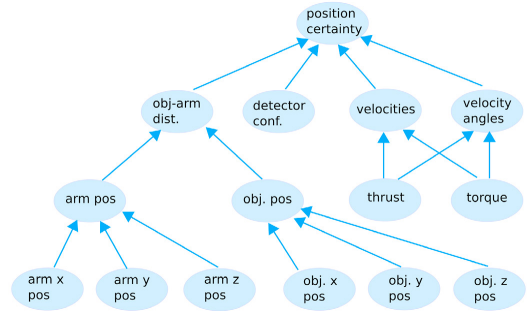 position
certainty
obj-arm
dist.
detector
conf.
velocities
velocity
angles
arm pos
obj. pos
thrust
torque
arm x
pos
arm y
pos
arm z
pos
obj. x
pos
obj. y
pos
obj. z
pos